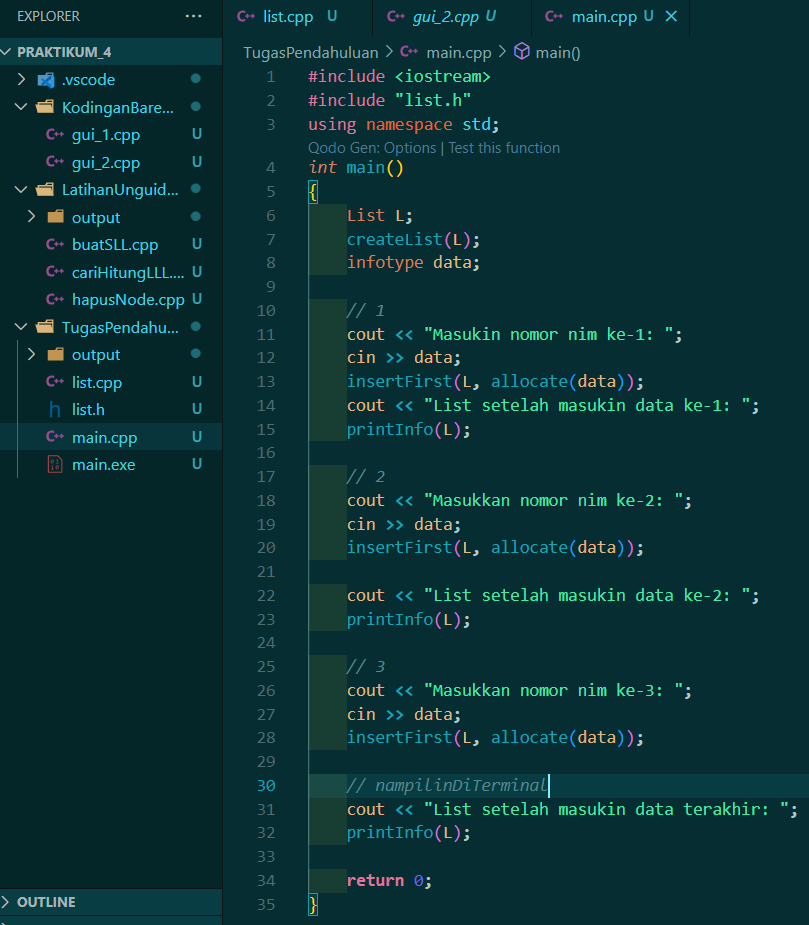 EXPLORER ···
PRAKTIKUM_4
.vscode
KodinganBare...
gui_1.cpp U
gui_2.cpp U
LatihanUnguid...
output
buatSLL.cpp U
cariHitungLLL.... U
hapusNode.cpp U
TugasPendahu...
output
list.cpp U
list.h U
main.cpp U
main.exe U
OUTLINE
list.cpp U gui_2.cpp U main.cpp U
TugasPendahuluan > main.cpp > main()
1 #include <iostream>
2 #include "list.h"
3 using namespace std;
Qodo Gen: Options | Test this function
4 int main()
5 {
6 List L;
7 createList(L);
8 infotype data;
9
10 // 1
11 cout << "Masukin nomor nim ke-1: ";
12 cin >> data;
13 insertFirst(L, allocate(data));
14 cout << "List setelah masukin data ke-1: ";
15 printInfo(L);
16
17 // 2
18 cout << "Masukkan nomor nim ke-2: ";
19 cin >> data;
20 insertFirst(L, allocate(data));
21
22 cout << "List setelah masukin data ke-2: ";
23 printInfo(L);
24
25 // 3
26 cout << "Masukkan nomor nim ke-3: ";
27 cin >> data;
28 insertFirst(L, allocate(data));
29
30 // nampilinDiTerminal
31 cout << "List setelah masukin data terakhir: ";
32 printInfo(L);
33
34 return 0;
35 }